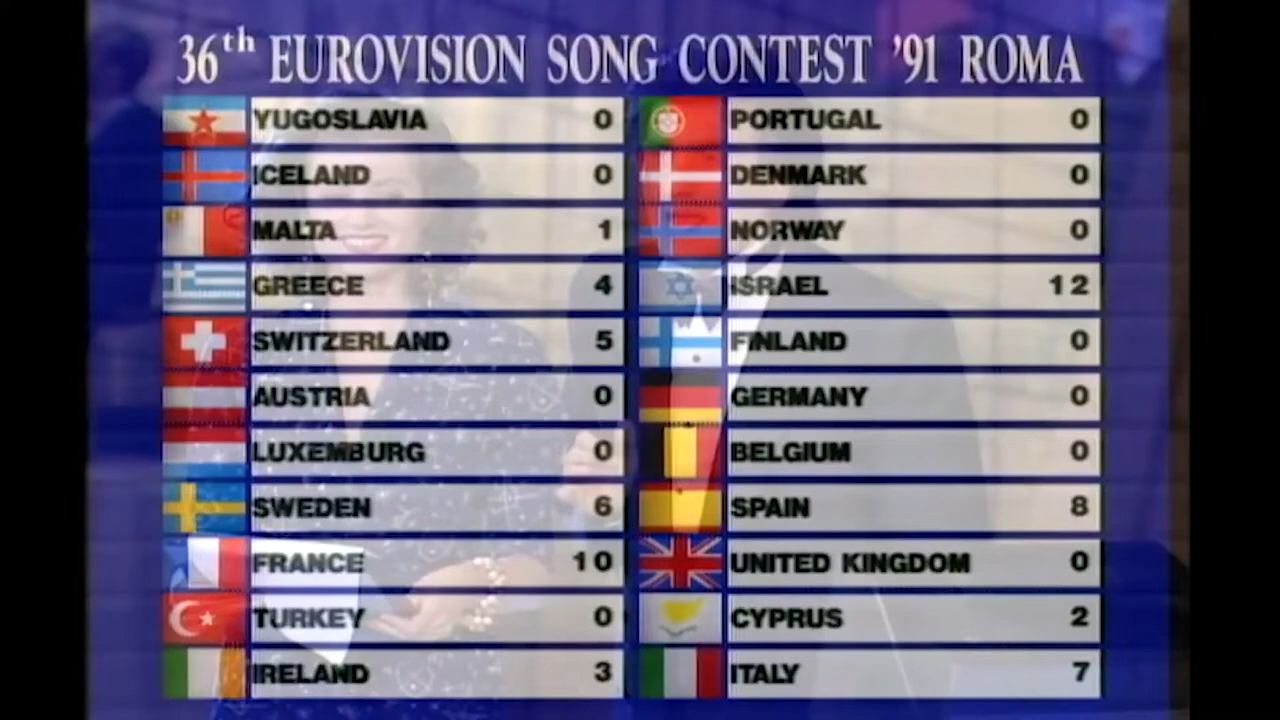 36th EUROVISION SONG CONTEST '91 ROMA
YUGOSLAVIA 0
ICELAND 0
MALTA 1
GREECE 4
SWITZERLAND 5
AUSTRIA 0
LUXEMBURG 0
SWEDEN 6
FRANCE 10
TURKEY 0
IRELAND 3
PORTUGAL 0
DENMARK 0
NORWAY 0
ISRAEL 12
FINLAND 0
GERMANY 0
BELGIUM 0
SPAIN 8
UNITED KINGDOM 0
CYPRUS 2
ITALY 7